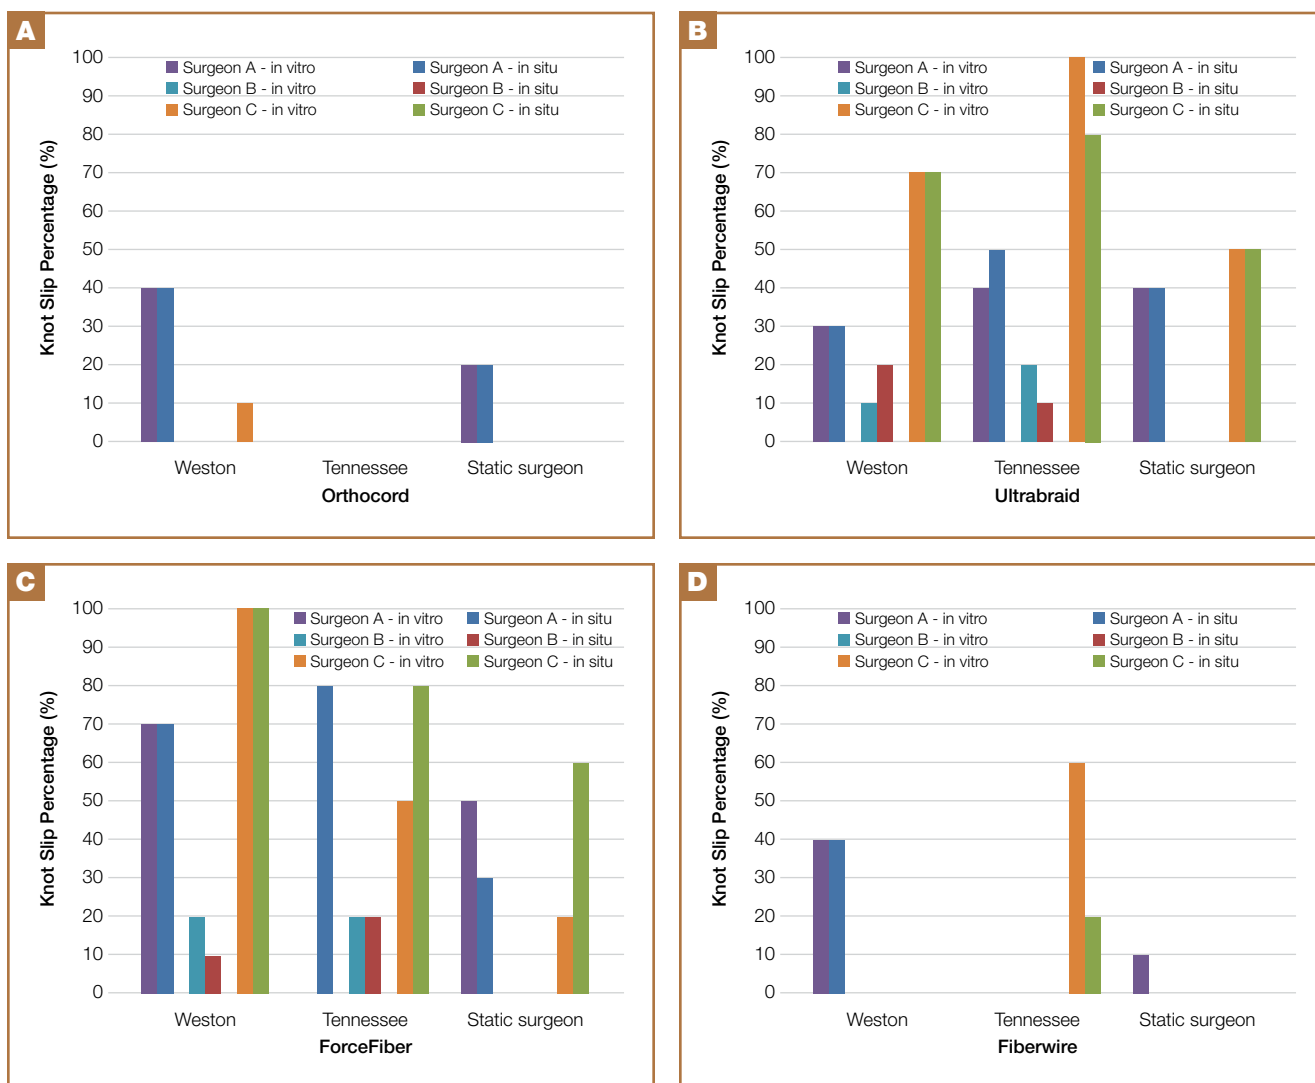 A
Knot Slip Percentage (%)
100
90
80
70
60
50
40
30
20
10
0
Surgeon A - in vitro
Surgeon A - in situ
Surgeon B - in vitro
Surgeon B - in situ
Surgeon C - in vitro
Surgeon C - in situ
Weston
Tennessee
Static surgeon
Orthocord
B
Knot Slip Percentage (%)
100
90
80
70
60
50
40
30
20
10
0
Surgeon A - in vitro
Surgeon A - in situ
Surgeon B - in vitro
Surgeon B - in situ
Surgeon C - in vitro
Surgeon C - in situ
Weston
Tennessee
Static surgeon
Ultrabraid
C
Knot Slip Percentage (%)
100
90
80
70
60
50
40
30
20
10
0
Surgeon A - in vitro
Surgeon A - in situ
Surgeon B - in vitro
Surgeon B - in situ
Surgeon C - in vitro
Surgeon C - in situ
Weston
Tennessee
Static surgeon
ForceFiber
D
Knot Slip Percentage (%)
100
90
80
70
60
50
40
30
20
10
0
Surgeon A - in vitro
Surgeon A - in situ
Surgeon B - in vitro
Surgeon B - in situ
Surgeon C - in vitro
Surgeon C - in situ
Weston
Tennessee
Static surgeon
Fiberwire